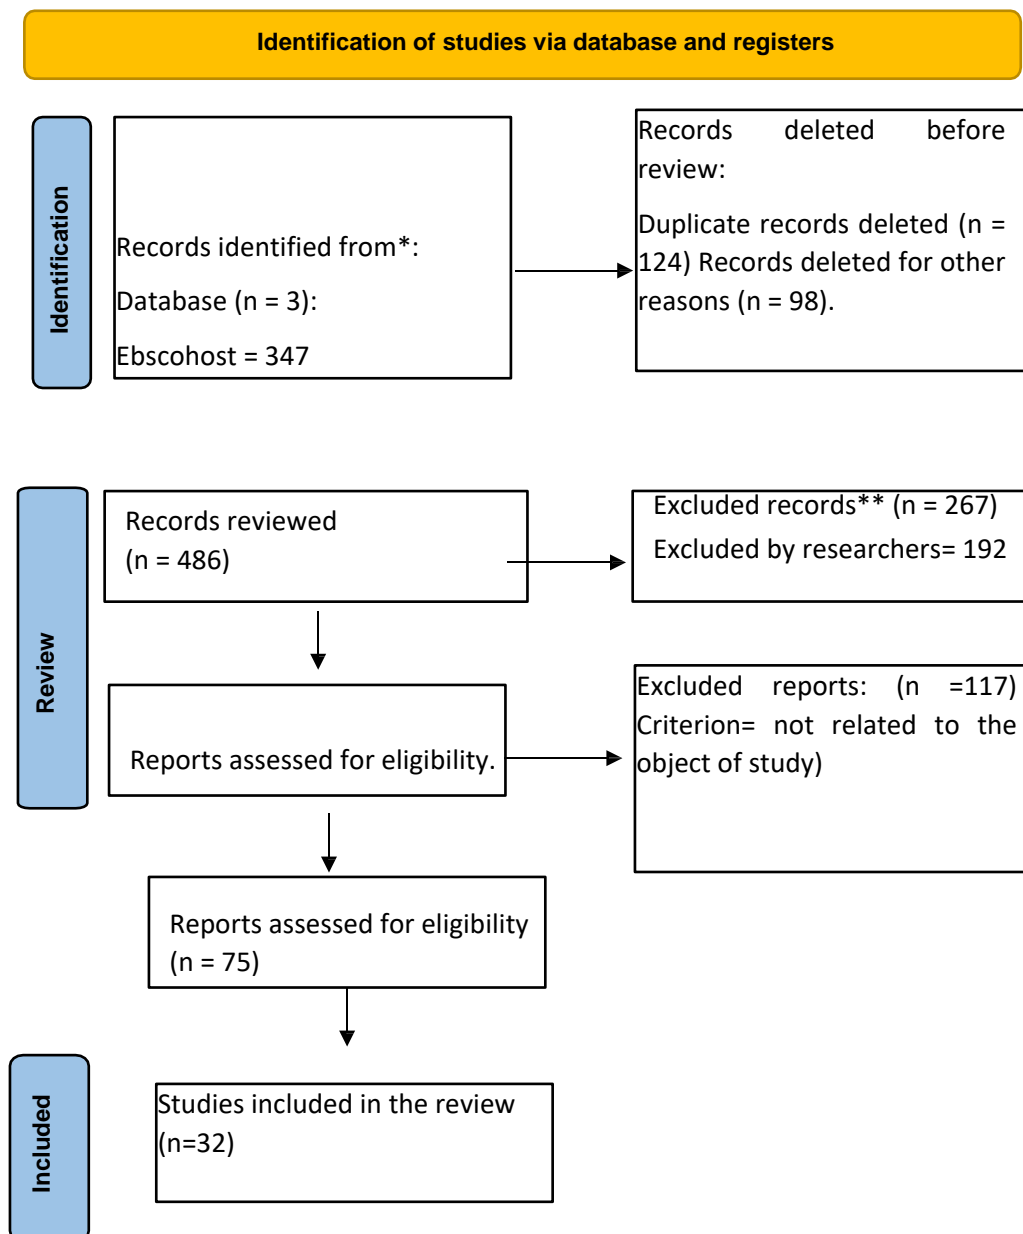 Identification of studies via database and registers
Identification
Records identified from*:
Database (n = 3):
Ebscohost = 347
Records deleted before
review:
Duplicate records deleted (n =
124) Records deleted for other
reasons (n = 98).
Review
Records reviewed
(n = 486)
Excluded records** (n = 267)
Excluded by researchers= 192
Reports assessed for eligibility.
Excluded reports: (n =117)
Criterion= not related to the
object of study)
Reports assessed for eligibility
(n = 75)
Included
Studies included in the review
(n=32)